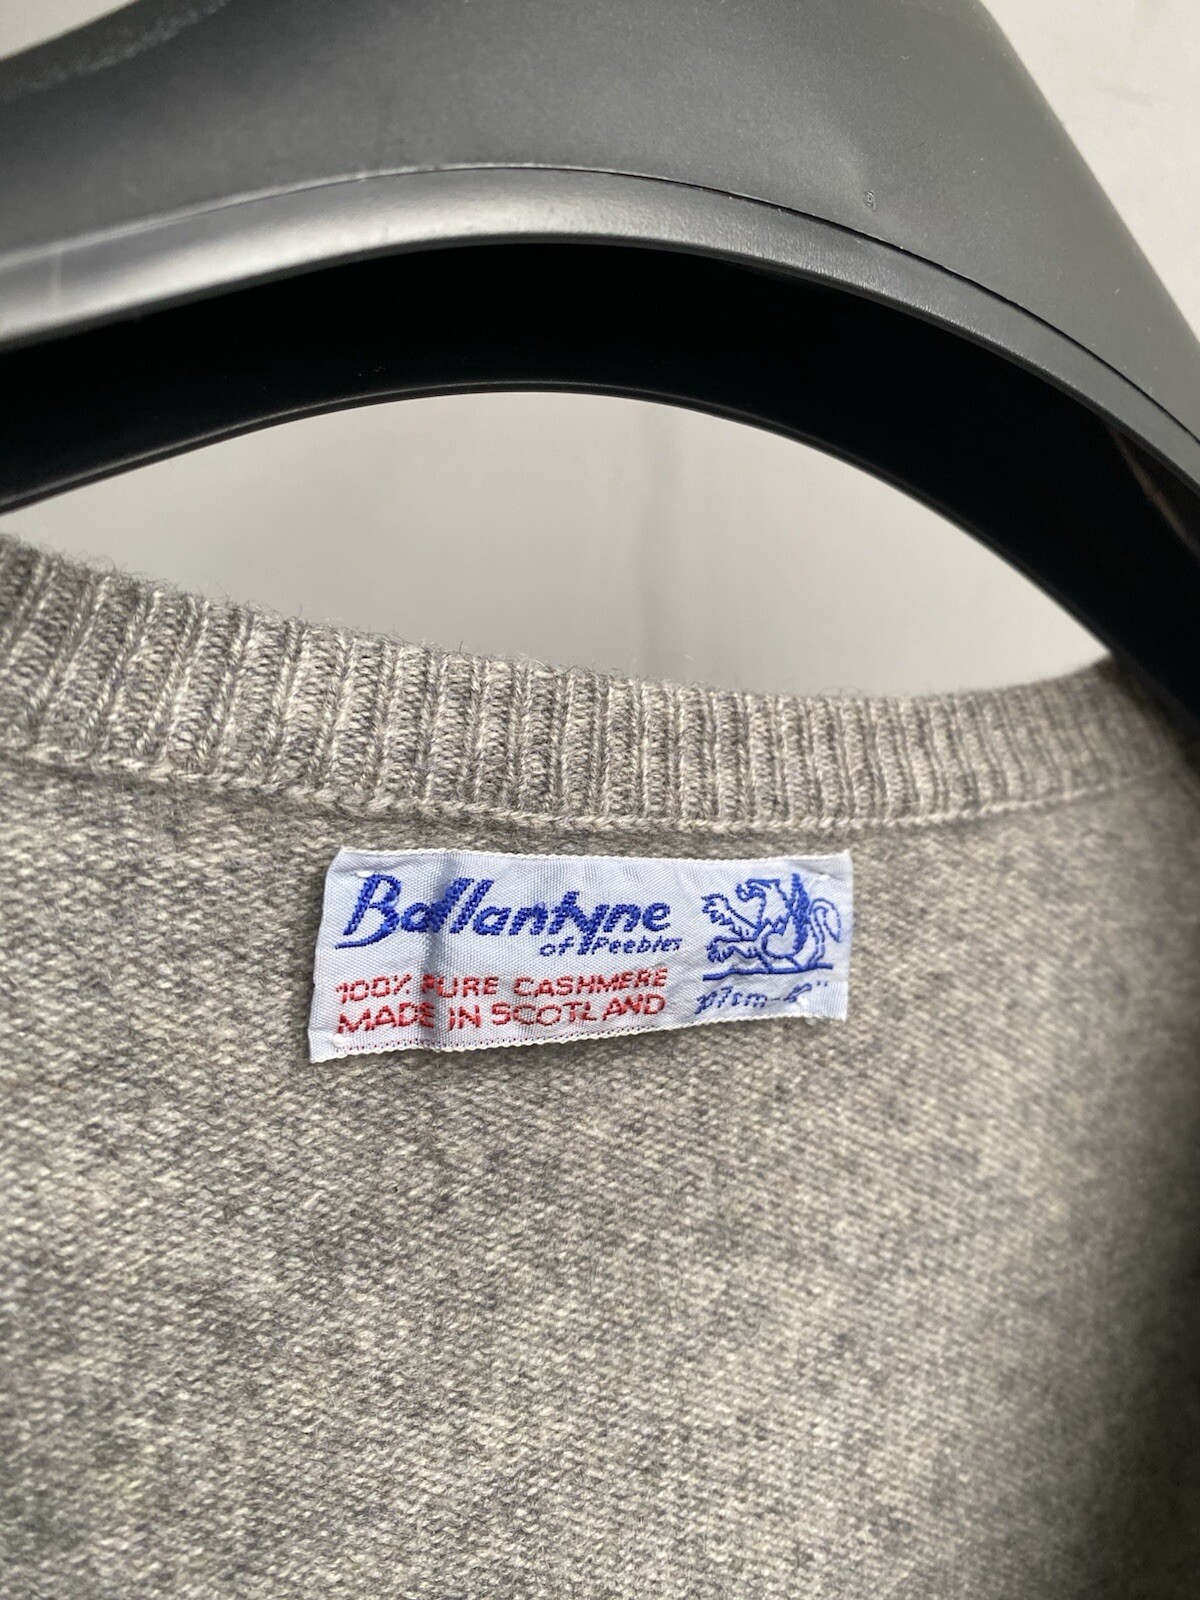 Ballantyne
of Peebles
100% PURE CASHMERE
MADE IN SCOTLAND